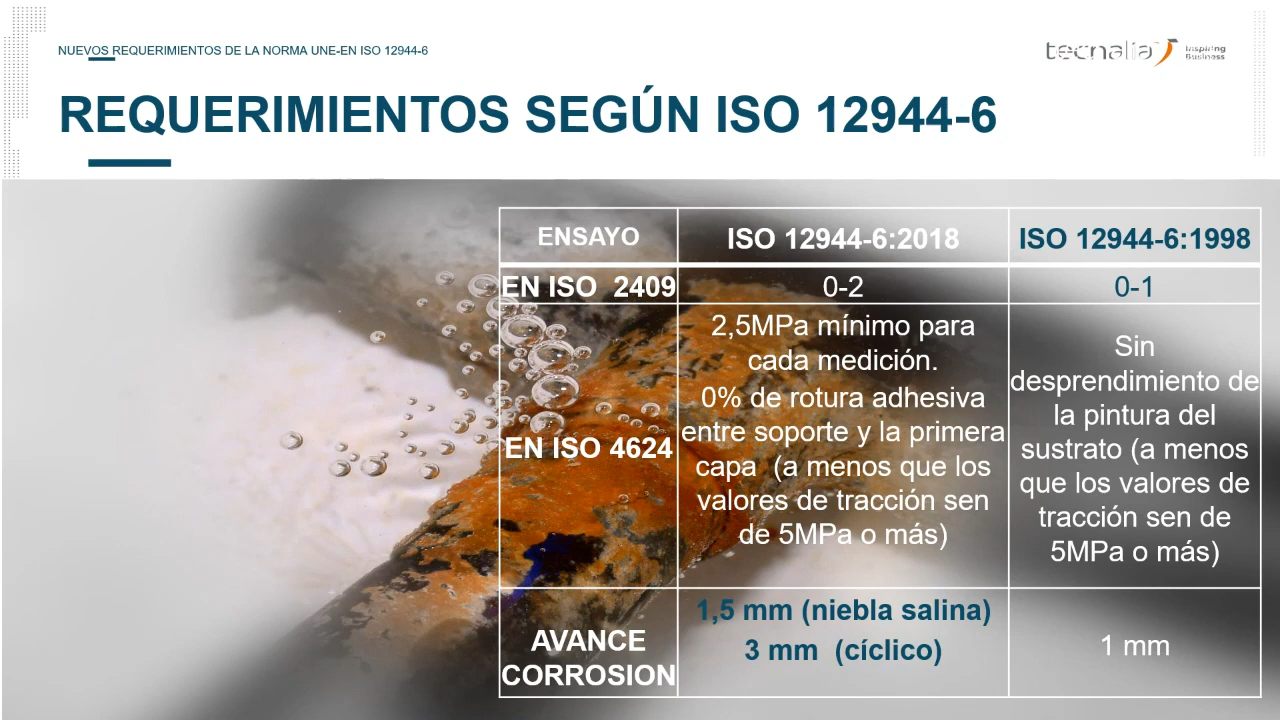 NUEVOS REQUERIMIENTOS DE LA NORMA UNE-EN ISO 12944-6
tecnalia Inspiring
Business
REQUERIMIENTOS SEGÚN ISO 12944-6
ENSAYO
ISO 12944-6:2018
ISO 12944-6:1998
EN ISO 2409
0-2
0-1
EN ISO 4624
2,5MPa mínimo para
cada medición.
0% de rotura adhesiva
entre soporte y la primera
capa (a menos que los
valores de tracción sen
de 5MPa o más)
Sin
desprendimiento de
la pintura del
sustrato (a menos
que los valores de
tracción sen de
5MPa o más)
AVANCE
CORROSION
1,5 mm (niebla salina)
3 mm (cíclico)
1 mm